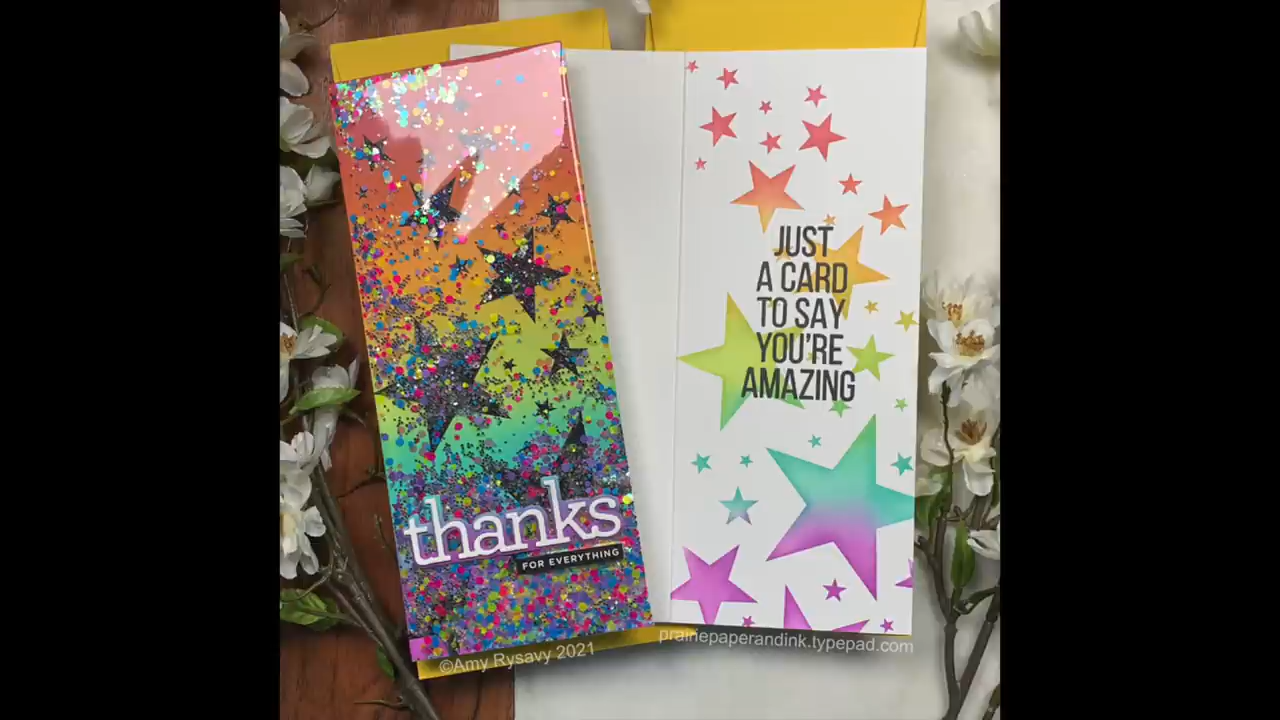 thanks
FOR EVERYTHING
JUST
A CARD
TO SAY
YOU'RE
AMAZING
©Amy Rysavy 2021
prairiepaperandink.typepad.com